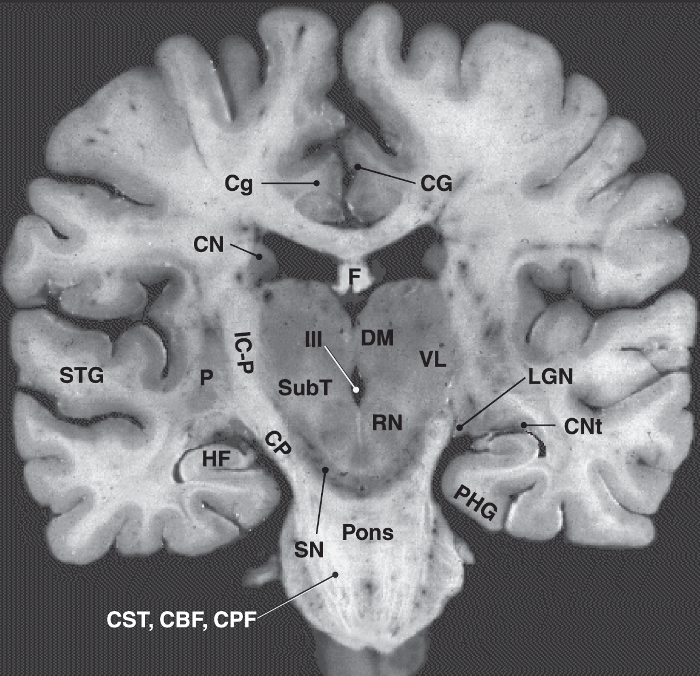 Cg
CG
CN
F
III
DM
IC-P
VL
STG
P
SubT
LGN
RN
CNt
CP
HF
PHG
SN
Pons
CST, CBF, CPF